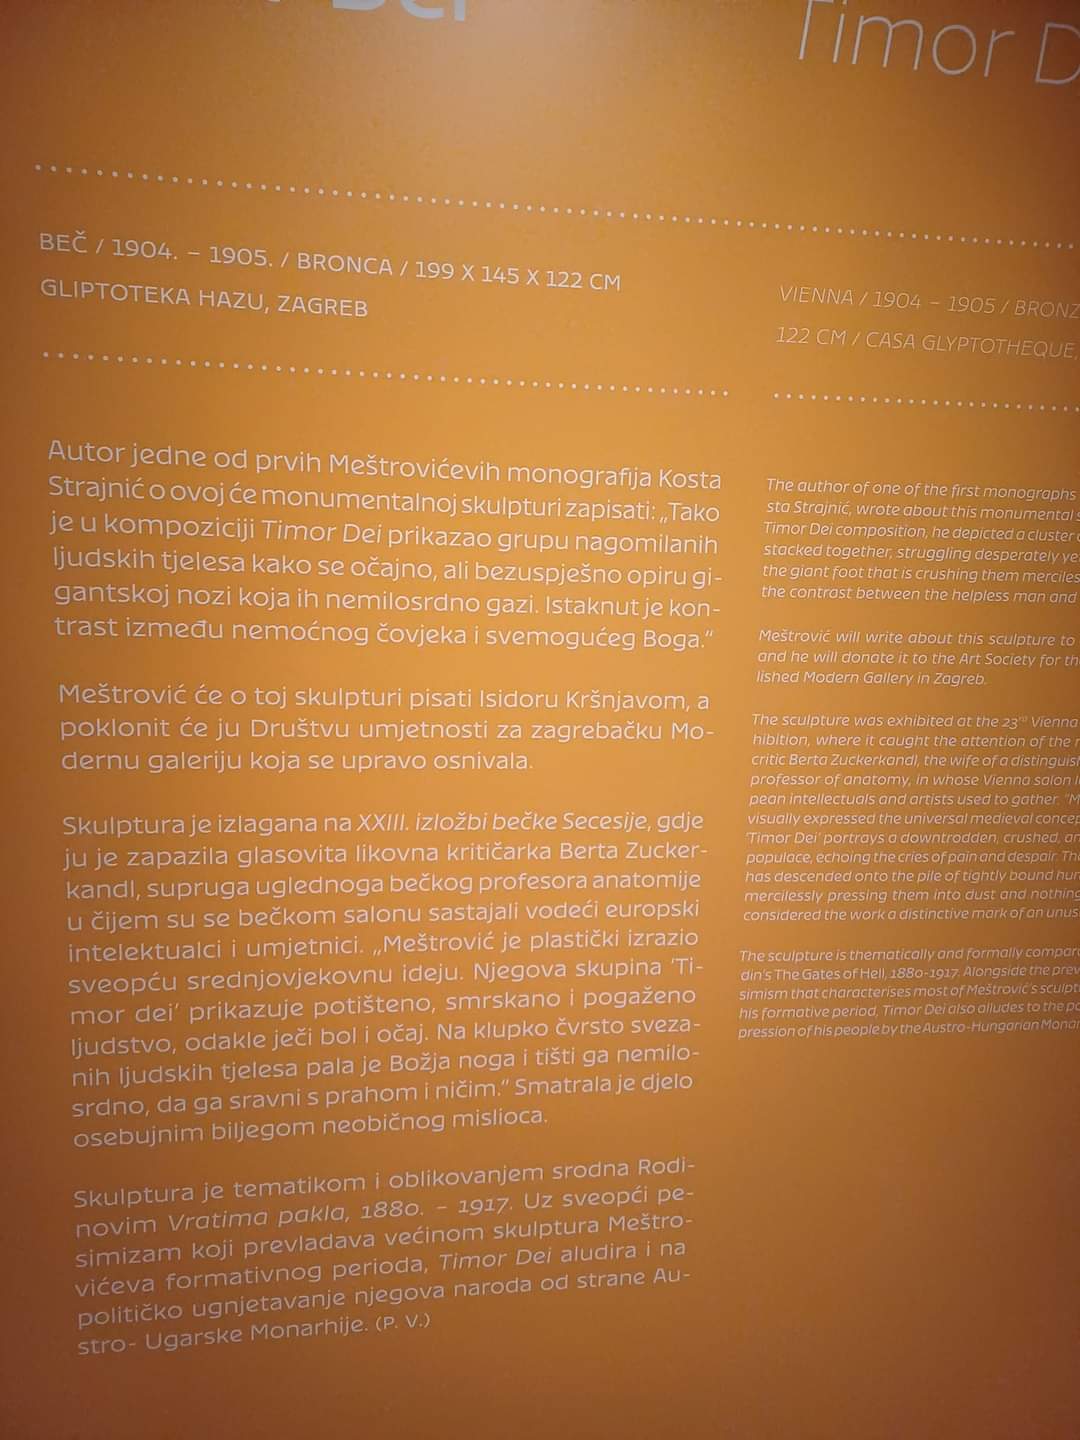 Timor D
BEČ / 1904. – 1905. / BRONCA / 199 X 145 X 122 CM
GLIPTOTEKA HAZU, ZAGREB
Autor jedne od prvih Meštrovićevih monografija Kosta
Strajnić o ovoj će monumentalnoj skulpturi zapisati: „Tako
je u kompoziciji Timor Dei prikazao grupu nagomilanih
ljudskih tjelesa kako se očajno, ali bezuspješno opiru gi-
gantskoj nozi koja ih nemilosrdno gazi. Istaknut je kon-
trast između nemoćnog čovjeka i svemogućeg Boga.“
Meštrović će o toj skulpturi pisati Isidoru Kršnjavom, a
poklonit će ju Društvu umjetnosti za zagrebačku Mo-
dernu galeriju koja se upravo osnivala.
Skulptura je izlagana na XXIII. izložbi bečke Secesije, gdje
ju je zapazila glasovita likovna kritičarka Berta Zucker-
kandl, supruga uglednoga bečkog profesora anatomije
u čijem su se bečkom salonu sastajali vodeći europski
intelektualci i umjetnici. „Meštrović je plastički izrazio
sveopću srednjovjekovnu ideju. Njegova skupina ‘Ti-
mor dei’ prikazuje potišteno, smrskano i pogaženo
ljudstvo, odakle ječi bol i očaj. Na klupko čvrsto sveza-
nih ljudskih tjelesa pala je Božja noga i tišti ga nemilo-
srdno, da ga sravni s prahom i ničim.” Smatrala je djelo
osebujnim biljegom neobičnog mislioca.
Skulptura je tematikom i oblikovanjem srodna Rodi-
novim Vratima pakla, 1880. – 1917. Uz sveopći pe-
simizam koji prevladava većinom skulptura Meštro-
vićeva formativnog perioda, Timor Dei aludira i na
političko ugnjetavanje njegova naroda od strane Au-
stro- Ugarske Monarhije. (P. V.)
VIENNA / 1904 – 1905 / BRONZ
122 CM / CASA GLYPTOTHEQUE,
The author of one of the first monographs
sta Strajnić, wrote about this monumental s
Timor Dei composition, he depicted a cluster
stacked together, struggling desperately ye
the giant foot that is crushing them merciles
the contrast between the helpless man and
Meštrović will write about this sculpture to
and he will donate it to the Art Society for the
lished Modern Gallery in Zagreb.
The sculpture was exhibited at the 23rd Vienna
hibition, where it caught the attention of the r
critic Berta Zuckerkandl, the wife of a distinguis
professor of anatomy, in whose Vienna salon l
pean intellectuals and artists used to gather. "M
visually expressed the universal medieval concep
‘Timor Dei’ portrays a downtrodden, crushed, an
populace, echoing the cries of pain and despair. The
has descended onto the pile of tightly bound hum
mercilessly pressing them into dust and nothing
considered the work a distinctive mark of an unus
The sculpture is thematically and formally compar
din’s The Gates of Hell, 1880-1917. Alongside the prev
simism that characterises most of Meštrović’s sculpt
his formative period, Timor Dei also alludes to the po
pression of his people by the Austro-Hungarian Monar